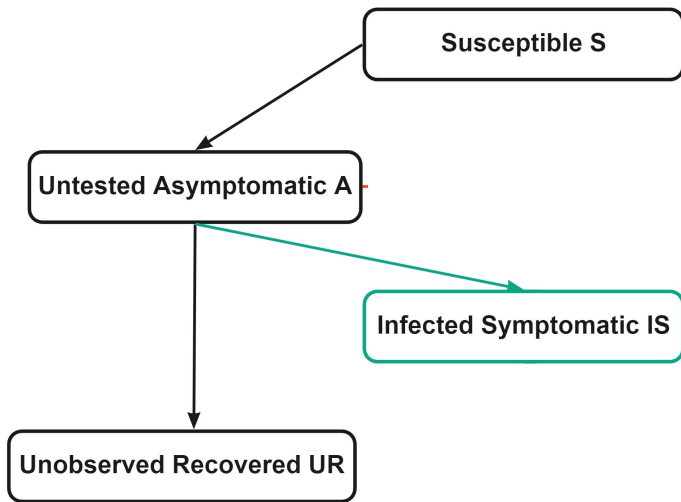 Susceptible S
Untested Asymptomatic A
Infected Symptomatic IS
Unobserved Recovered UR